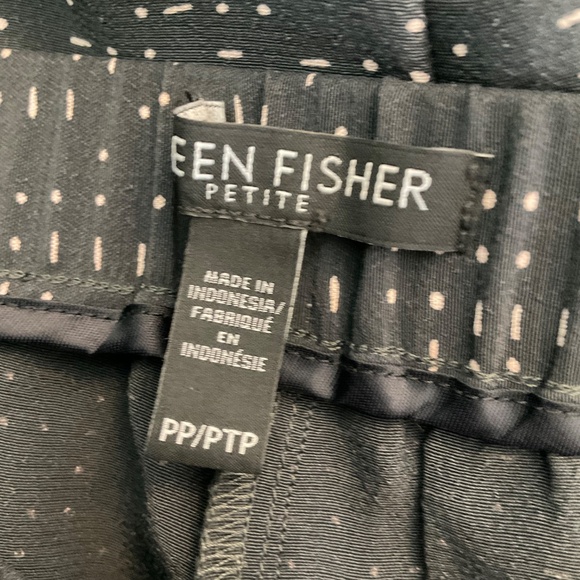 EEN FISHER
PETITE
MADE IN
INDONESIA/
FABRIQUÉ
EN
INDONÉSIE
PP/PTP